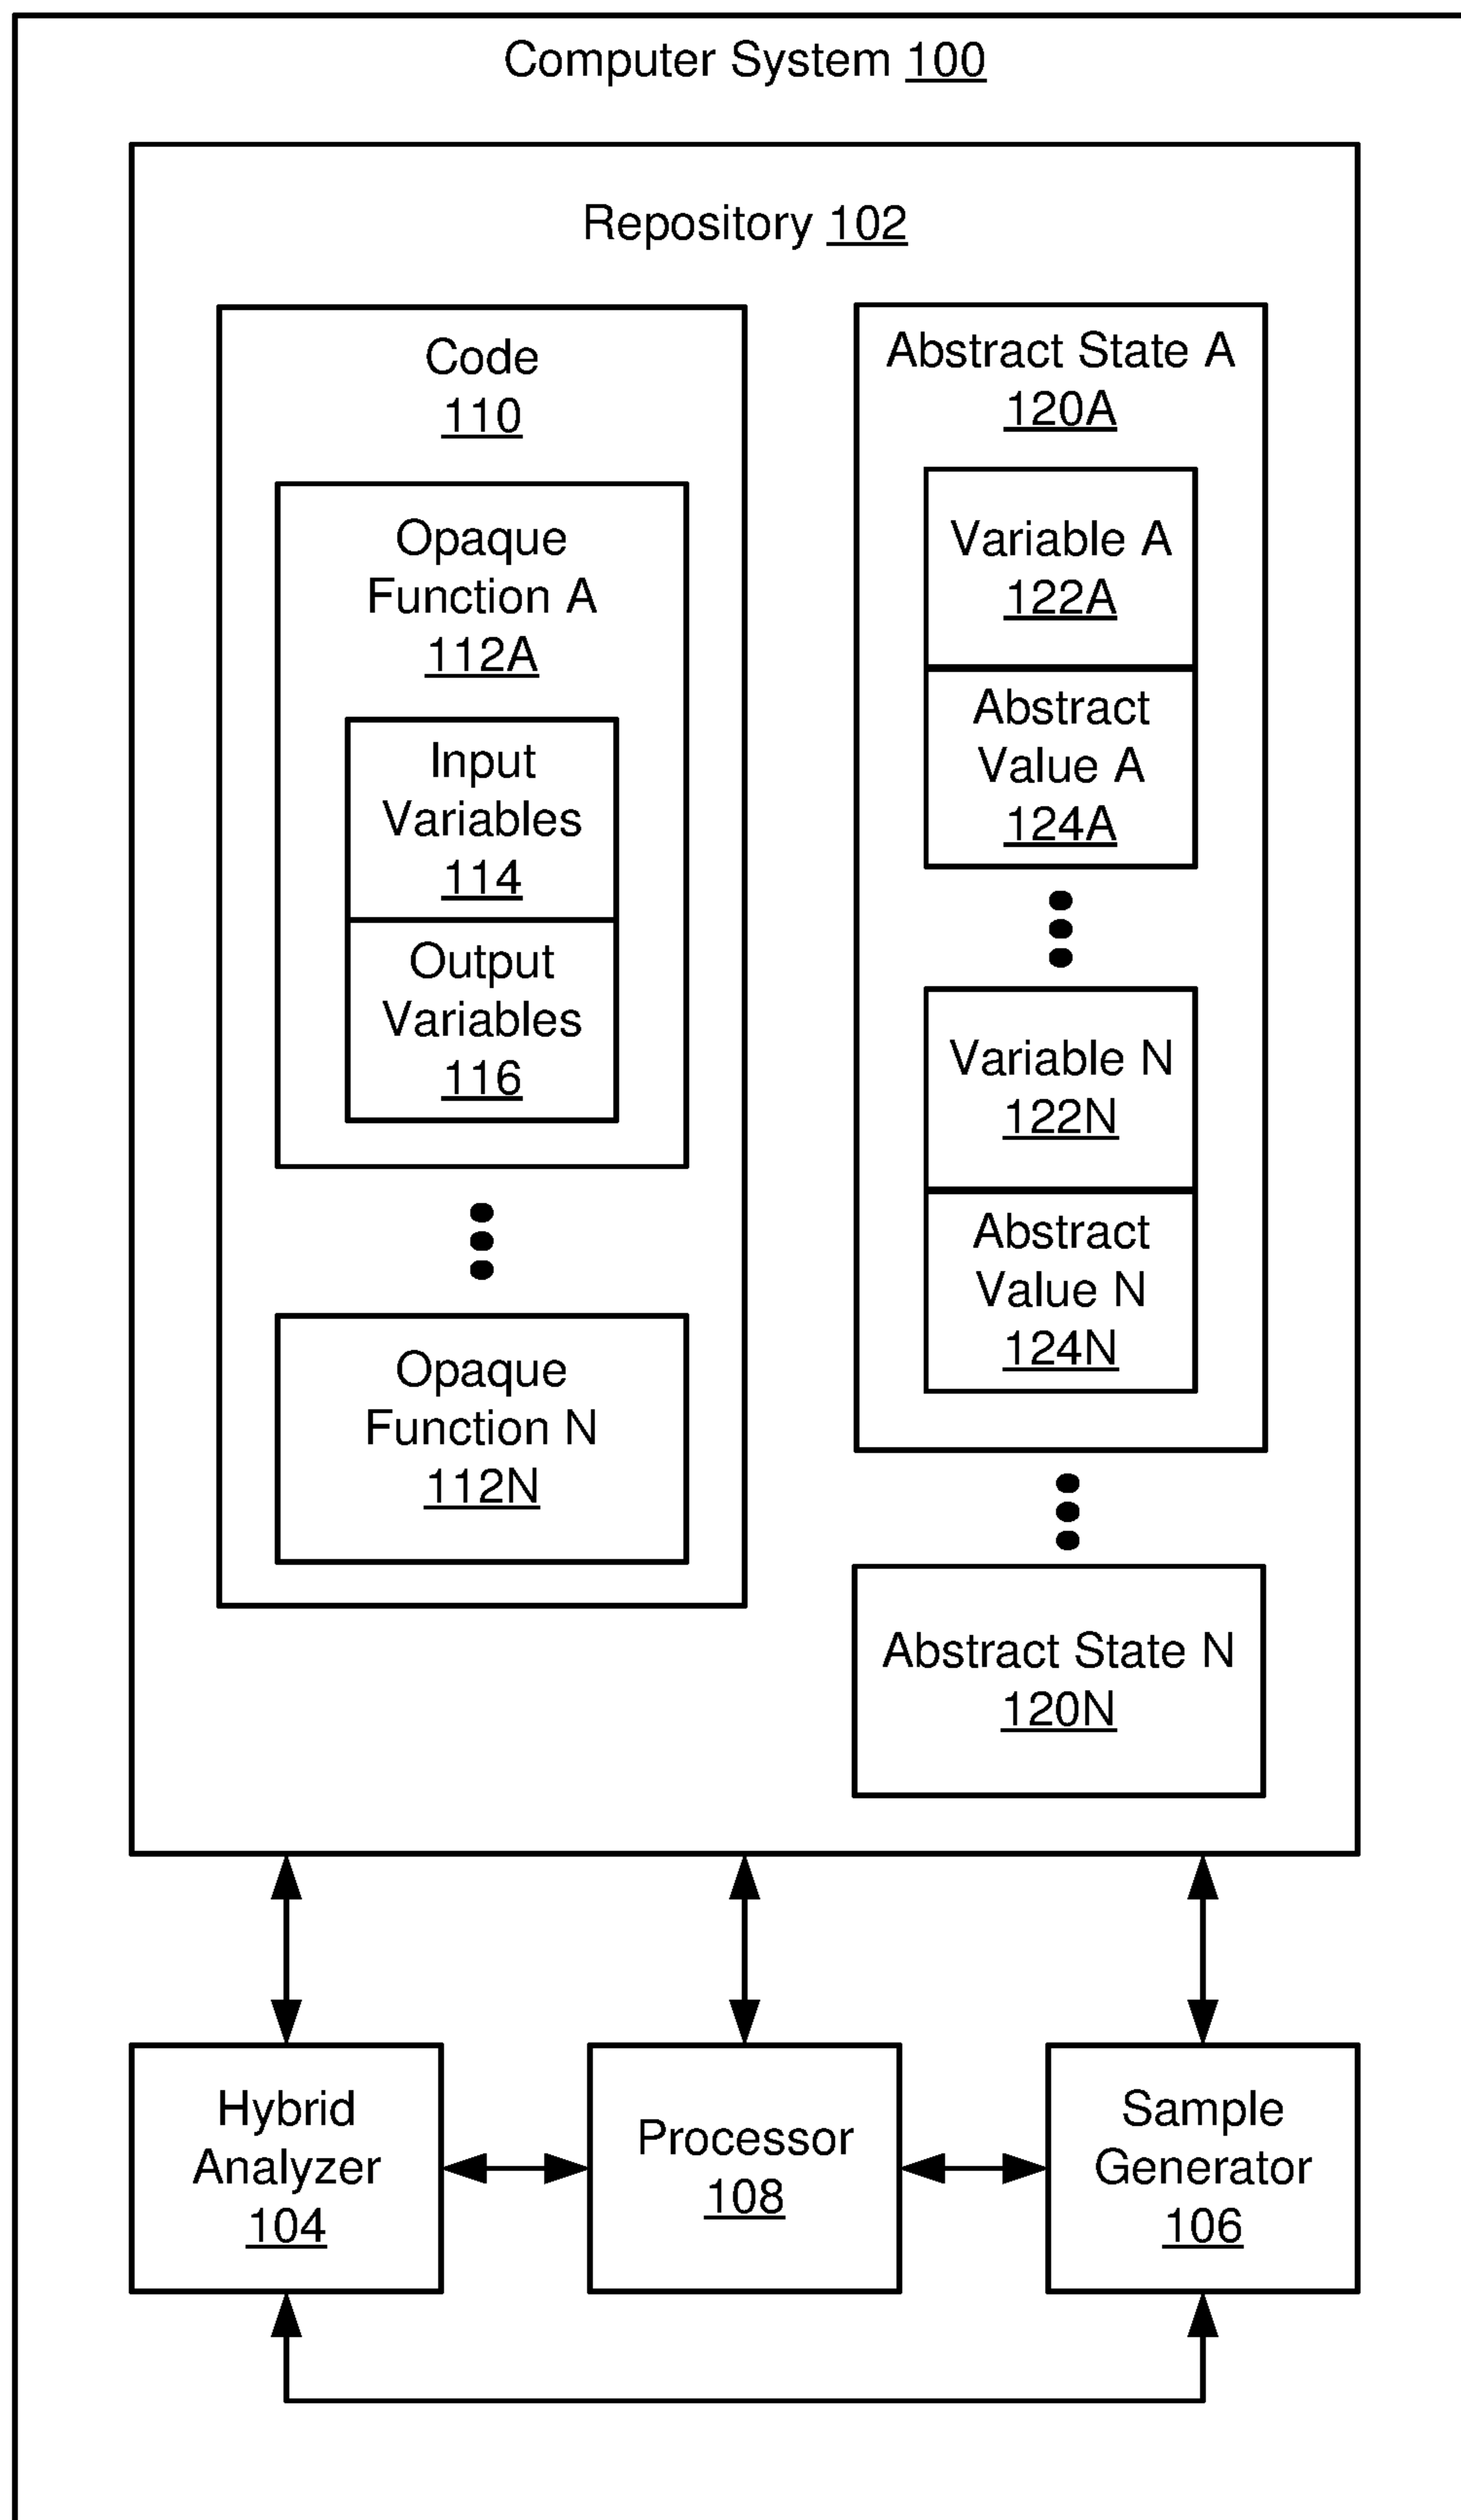 Computer System 100
Repository 102
Code
110
Opaque
Function A
112A
Input
Variables
114
Output
Variables
116
Opaque
Function N
112N
Abstract State A
120A
Variable A
122A
Abstract
Value A
124A
Variable N
122N
Abstract
Value N
124N
Abstract State N
120N
Hybrid
Analyzer
104
Processor
108
Sample
Generator
106